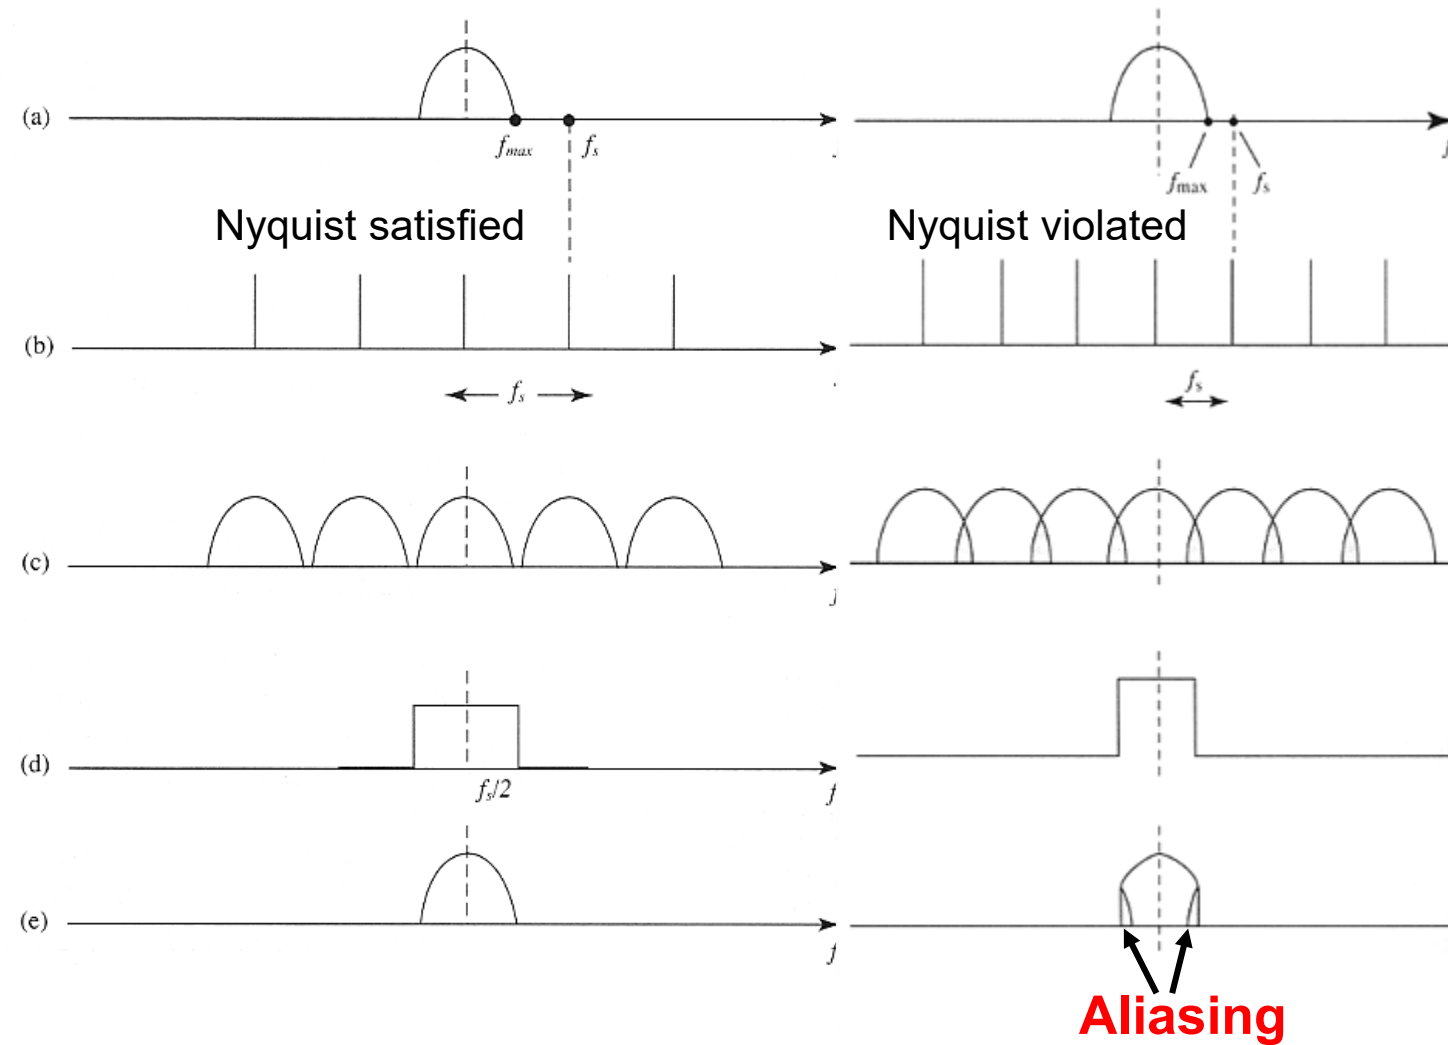 (a)
fmax
fs
fmax
fs
f
Nyquist satisfied
Nyquist violated
(b)
fs
fs
(c)
(d)
fs/2
f
(e)
f
Aliasing